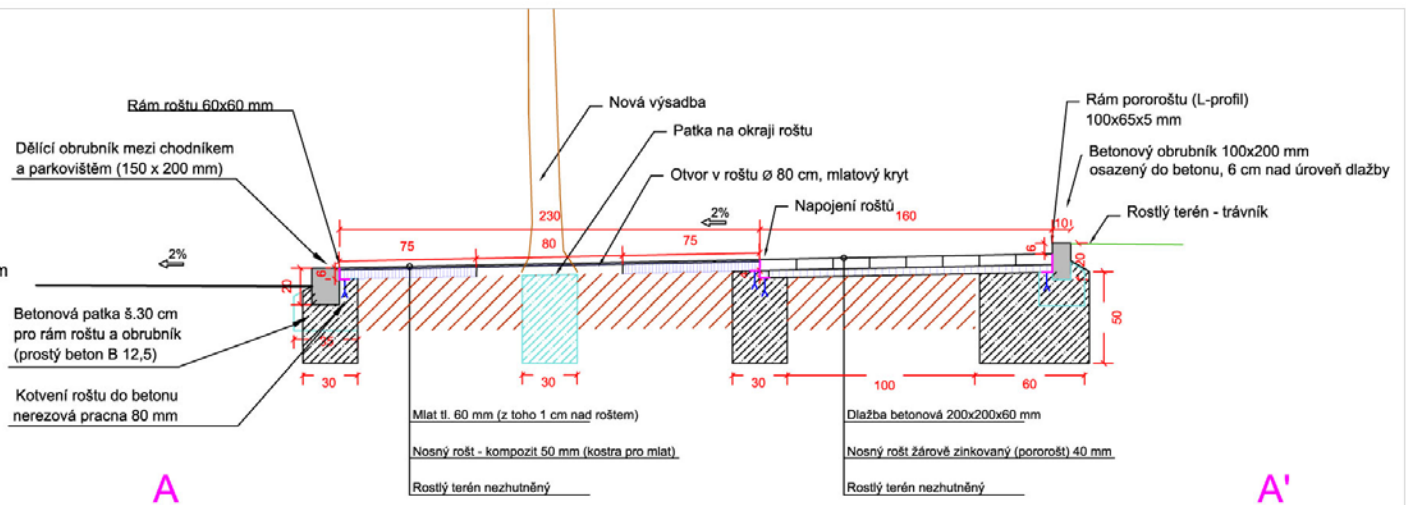 Rám roštu 60x60 mm
Dělící obrubník mezi chodníkem
a parkovištěm (150 x 200 mm)
Nová výsadba
Patka na okraji roštu
Otvor v roštu ø 80 cm, mlatový kryt
Napojení roštů
Rám pororoštu (L-profil)
100x65x5 mm
Betonový obrubník 100x200 mm
osazený do betonu, 6 cm nad úroveň dlažby
Rostlý terén - trávník
2%
2%
230
160
10
75
80
75
6
20
6
20
m
Betonová patka š.30 cm
pro rám roštu a obrubník
(prostý beton B 12,5)
35
50
30
30
30
100
60
Kotvení roštu do betonu
nerezová pracna 80 mm
Mlat tl. 60 mm (z toho 1 cm nad roštem)
Nosný rošt - kompozit 50 mm (kostra pro mlat)
Rostlý terén nezhutněný
Dlažba betonová 200x200x60 mm
Nosný rošt žárově zinkovaný (pororošt) 40 mm
Rostlý terén nezhutněný
A
A'